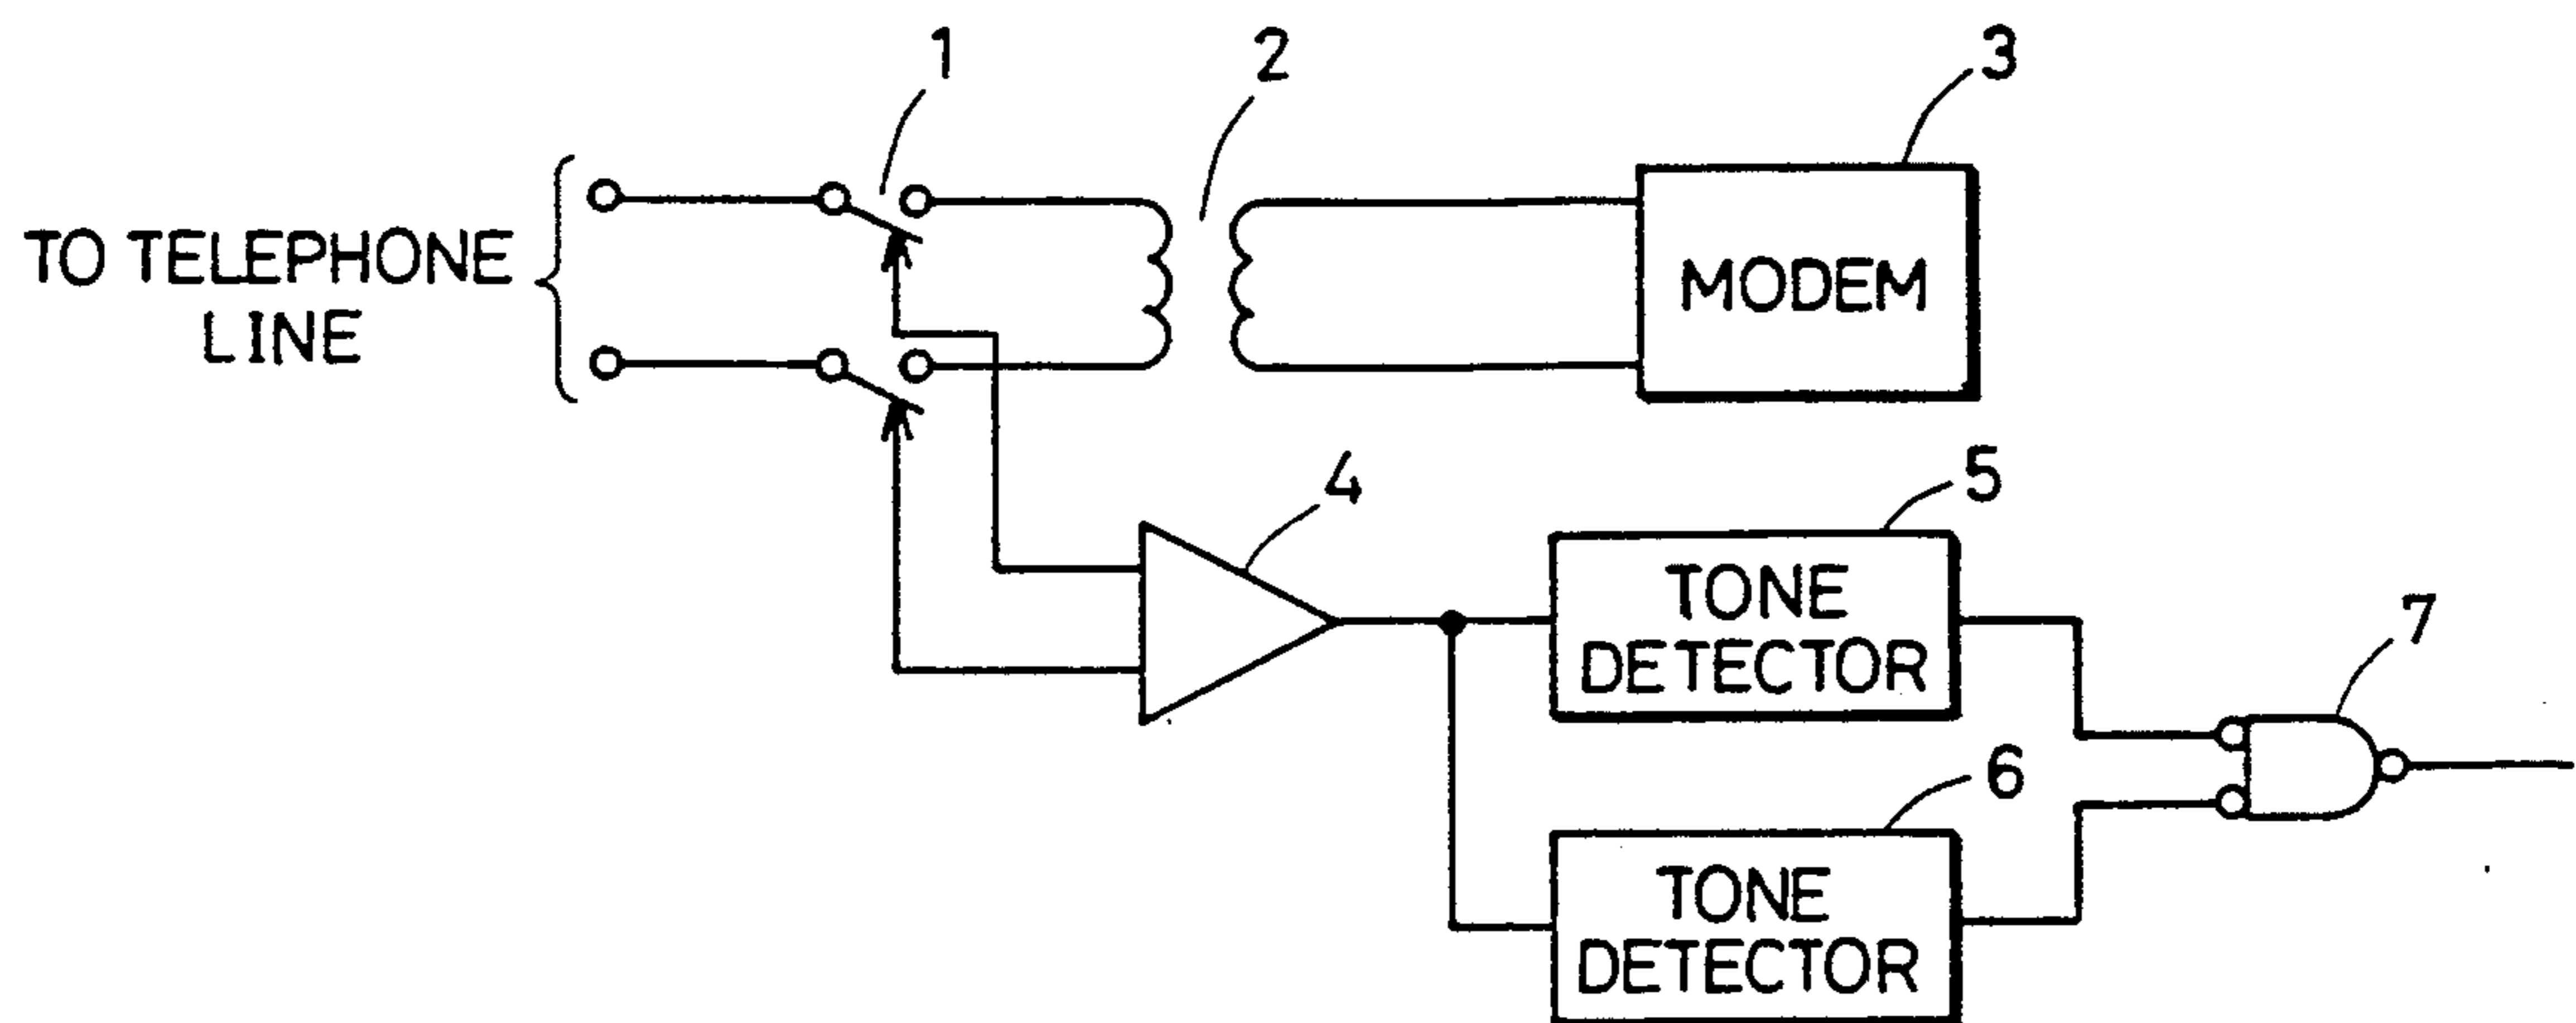 1
2
3
TO TELEPHONE
LINE
MODEM
4
5
TONE
DETECTOR
7
6
TONE
DETECTOR